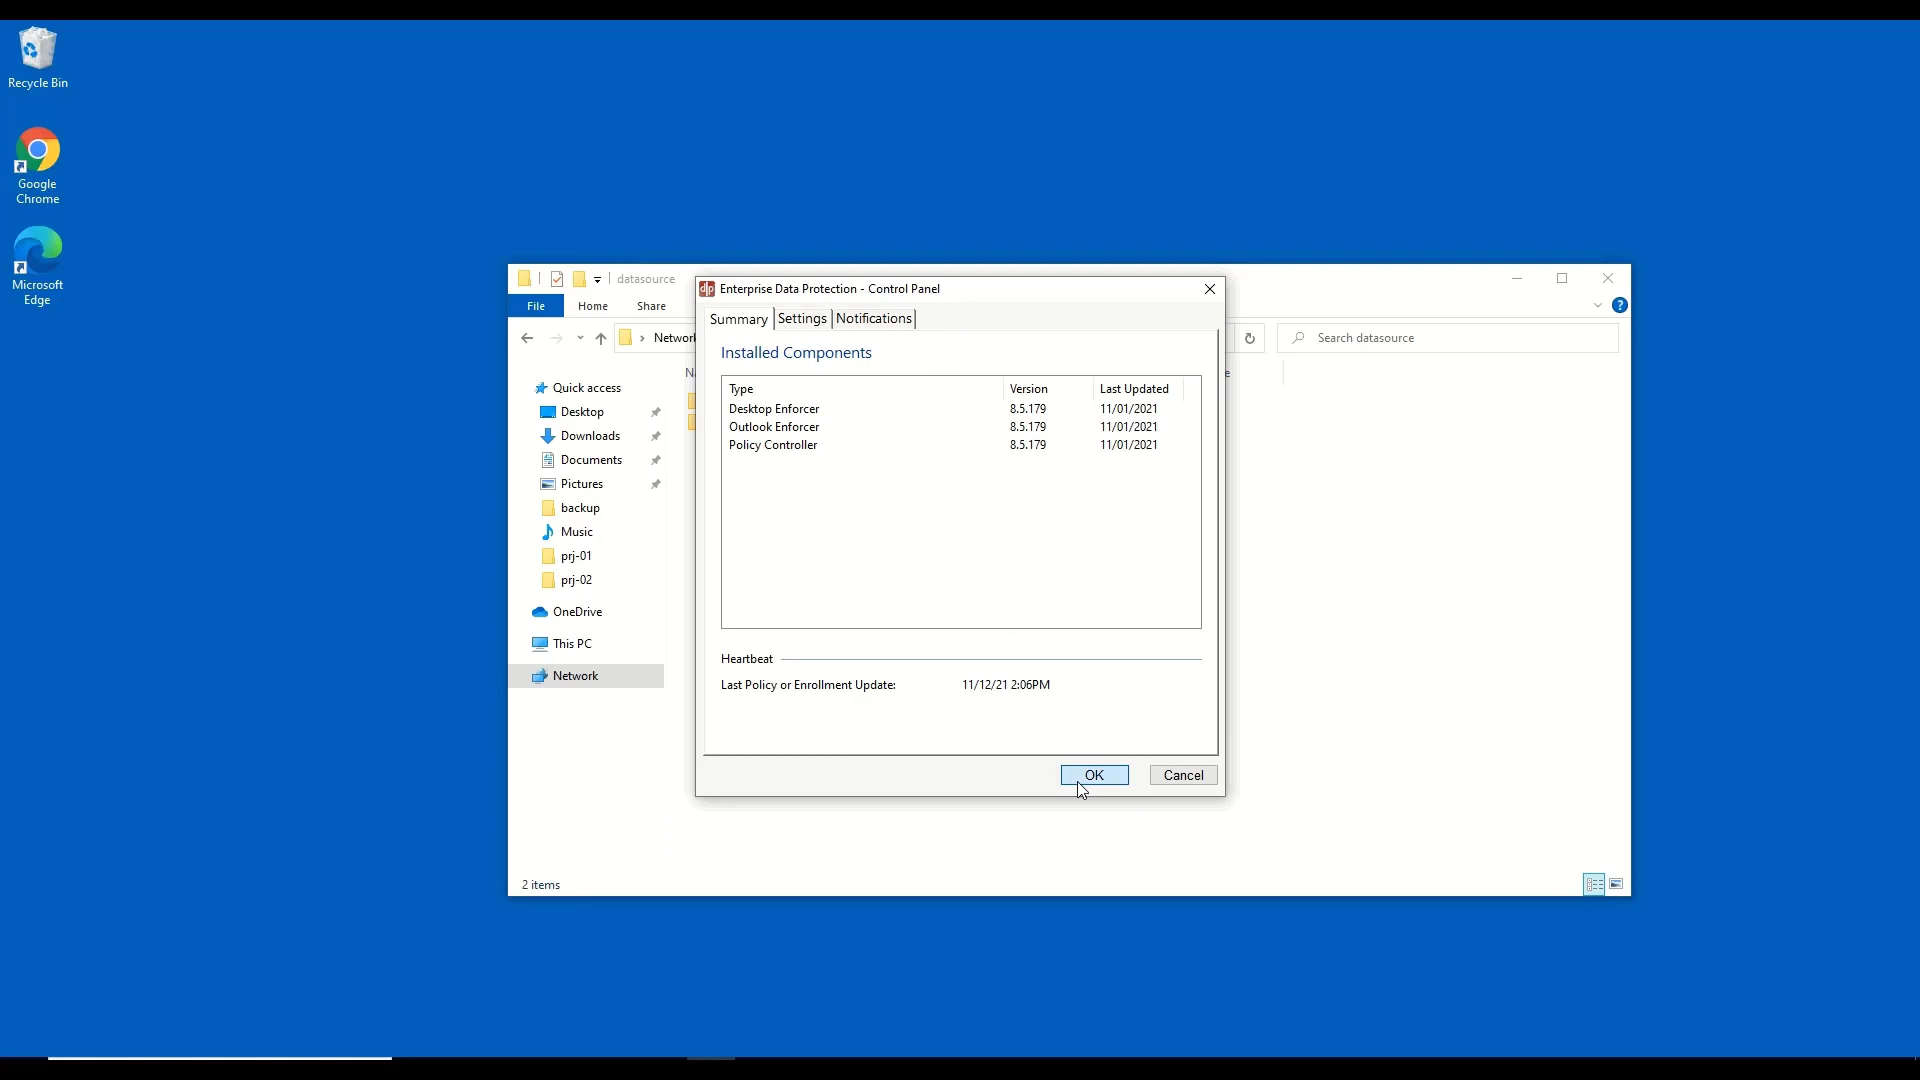 Recycle Bin
Google
Chrome
Microsoft
Edge
datasource
File Home Share
Network
Search datasource
Quick access
Desktop
Downloads
Documents
Pictures
backup
Music
prj-01
prj-02
OneDrive
This PC
Network
2 items
Enterprise Data Protection - Control Panel
Summary Settings Notifications
Installed Components
Type Version Last Updated
Desktop Enforcer 8.5.179 11/01/2021
Outlook Enforcer 8.5.179 11/01/2021
Policy Controller 8.5.179 11/01/2021
Heartbeat
Last Policy or Enrollment Update: 11/12/21 2:06PM
OK Cancel